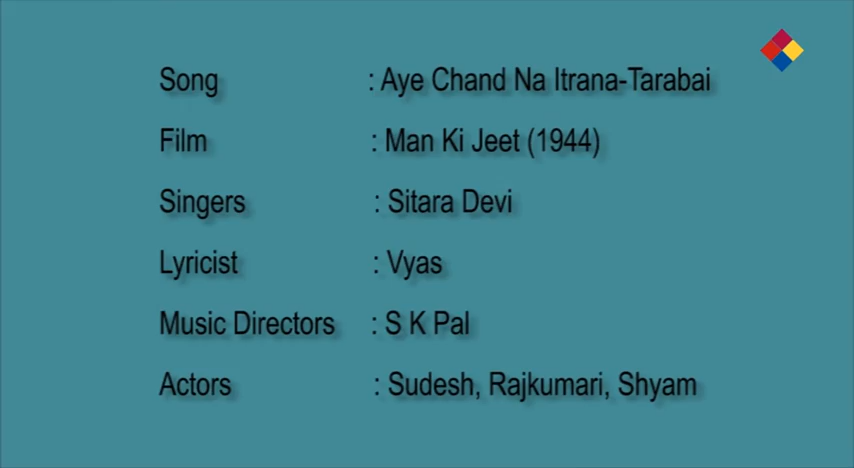 Song : Aye Chand Na Itrana-Tarabai
Film : Man Ki Jeet (1944)
Singers : Sitara Devi
Lyricist : Vyas
Music Directors : S K Pal
Actors : Sudesh, Rajkumari, Shyam